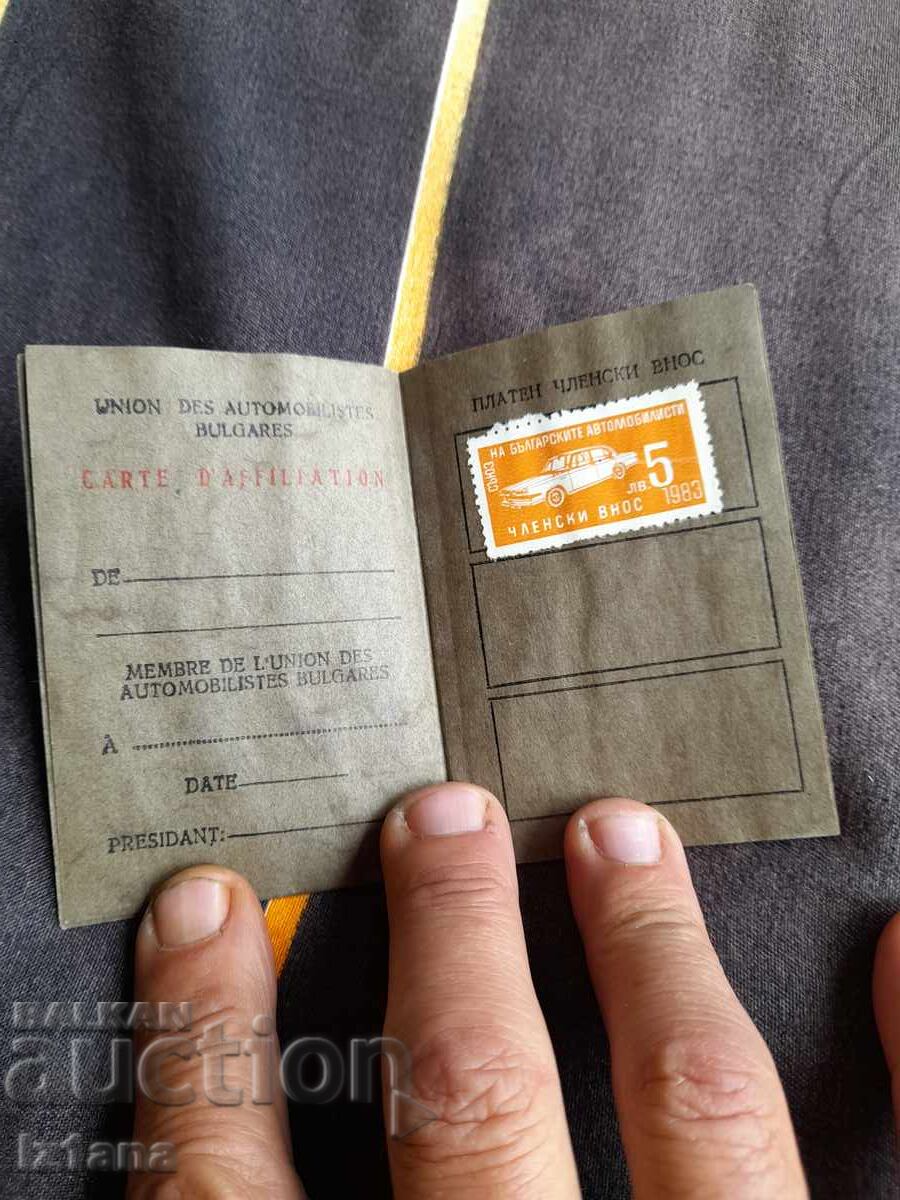 UNION DES AUTOMOBILISTES
BULGARES
CARTE D'AFFILIATION
DE
MEMBRE DE L'UNION DES
AUTOMOBILISTES BULGARES
A
DATE
PRESIDANT:
ПЛАТЕН ЧЛЕНСКИ ВНОС
СЪЮЗ НА БЪЛГАРСКИТЕ АВТОМОБИЛИСТИ
ЛВ. 5
ЧЛЕНСКИ ВНОС 1983
BALKAN
auction
Iziana